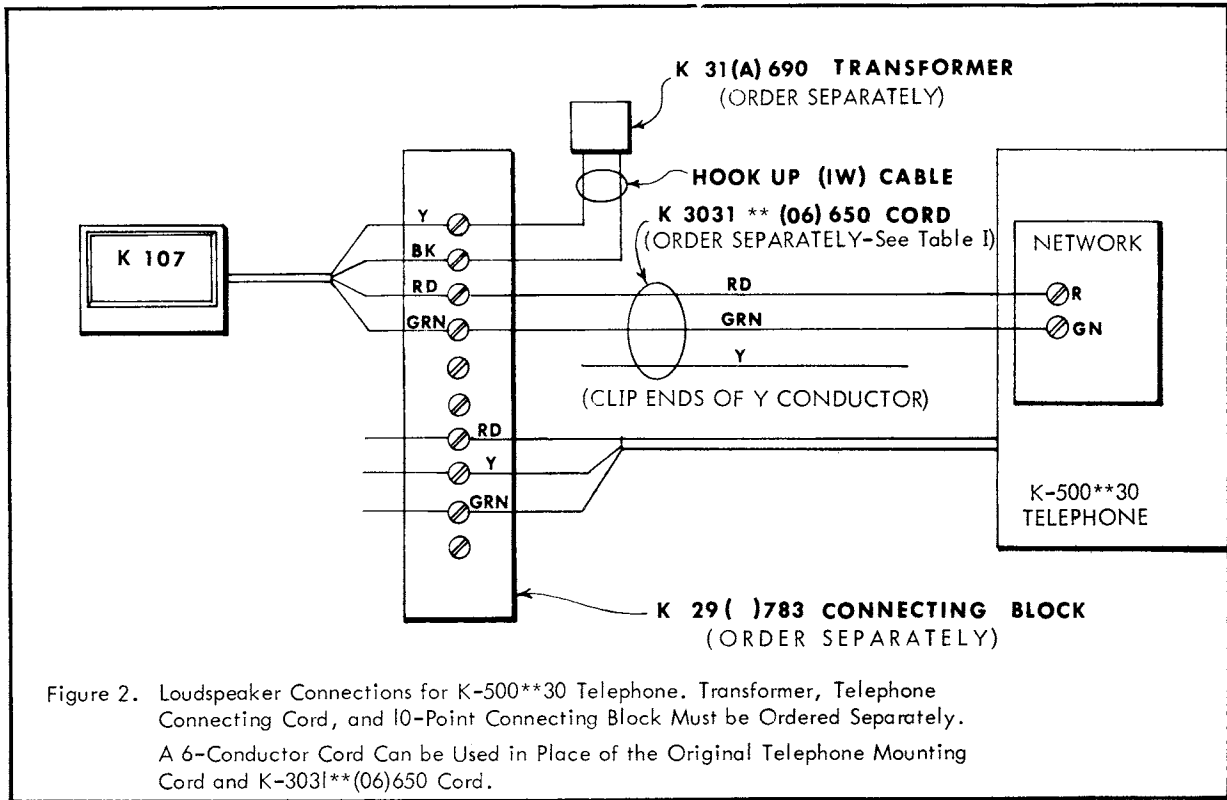 K 31(A) 690 TRANSFORMER
(ORDER SEPARATELY)
HOOK UP (IW) CABLE
K 3031 ** (06) 650 CORD
(ORDER SEPARATELY-See Table I)
K 107
Y
BK
RD
GRN
RD
GRN
Y
(CLIP ENDS OF Y CONDUCTOR)
NETWORK
R
GN
RD
Y
GRN
K-500**30
TELEPHONE
K 29 ( )783 CONNECTING BLOCK
(ORDER SEPARATELY)
Figure 2. Loudspeaker Connections for K-500**30 Telephone. Transformer, Telephone
Connecting Cord, and 10-Point Connecting Block Must be Ordered Separately.
A 6-Conductor Cord Can be Used in Place of the Original Telephone Mounting
Cord and K-3031**(06)650 Cord.